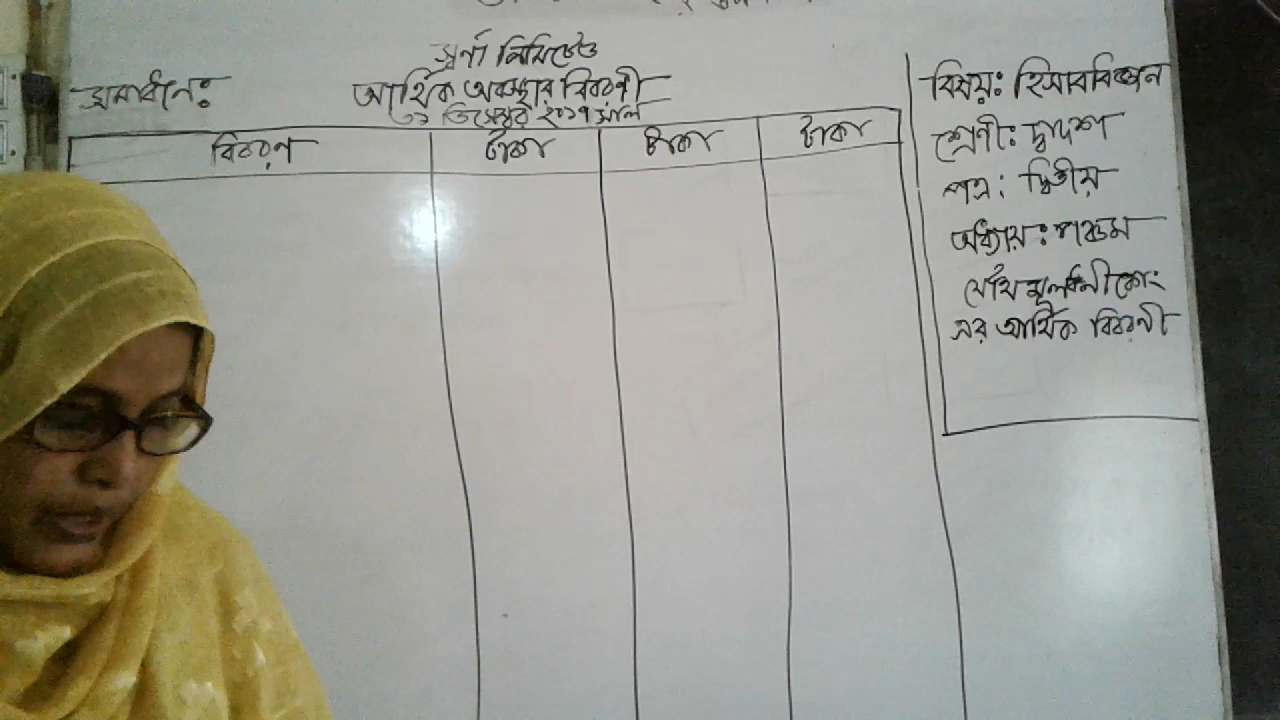 স্বর্না লিমিটেড
সমাধানঃ
আর্থিক অবস্থার বিবরণী
৩১ ডিসেম্বর ২০১৭ সাল
বিবরণ টাকা টাকা টাকা
বিষয়ঃ হিসাববিজ্ঞান
শ্রেণীঃ দ্বাদশ
পত্র : দ্বিতীয়
অধ্যায় : পঞ্চম
যৌথ মূলধনী কোং
এর আর্থিক বিবরণী